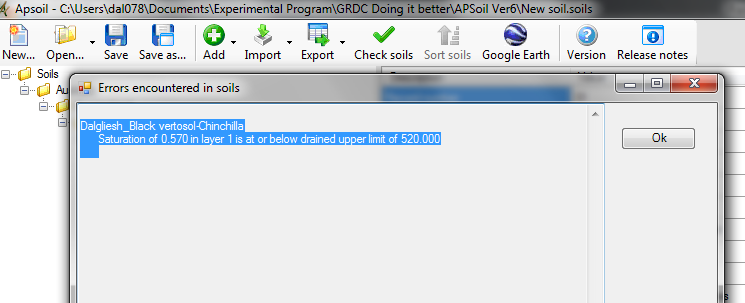 Apsoil - C:\Users\dal078\Documents\Experimental Program\GRDC Doing it better\APSoil Ver6\New soil.soils
New... Open... Save Save as... Add Import Export Check soils Sort soils Google Earth Version Release notes
Soils
Au
Errors encountered in soils
Dalgliesh_Black vertosol-Chinchilla
Saturation of 0.570 in layer 1 is at or below drained upper limit of 520.000
Ok